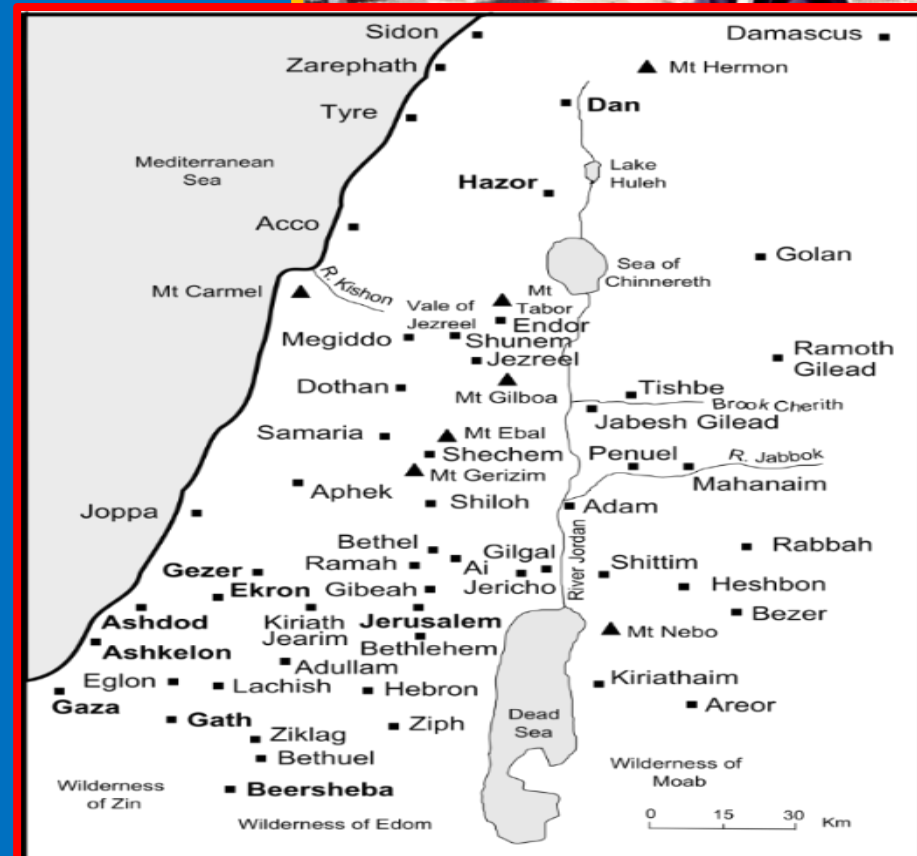 Sidon
Damascus
Zarephath
Mt Hermon
Dan
Tyre
Mediterranean
Sea
Lake
Huleh
Hazor
Acco
Golan
Sea of
Chinnereth
R. Kishon
Mt Carmel
Mt
Tabor
Vale of
Jezreel
Endor
Megiddo
Shunem
Ramoth
Gilead
Jezreel
Dothan
Mt Gilboa
Tishbe
Brook Cherith
Jabesh Gilead
Samaria
Mt Ebal
Shechem
Penuel
R. Jabbok
Mt Gerizim
Mahanaim
Aphek
Shiloh
Adam
Joppa
River Jordan
Bethel
Gilgal
Rabbah
Ramah
Ai
Shittim
Gezer
Jericho
Ekron
Gibeah
Heshbon
Ashdod
Kiriath
Jearim
Jerusalem
Bezer
Mt Nebo
Ashkelon
Bethlehem
Adullam
Eglon
Lachish
Hebron
Kiriathaim
Gaza
Areor
Gath
Ziph
Dead
Sea
Ziklag
Bethuel
Wilderness of
Moab
Wilderness
of Zin
Beersheba
Wilderness of Edom
0 15 30 Km